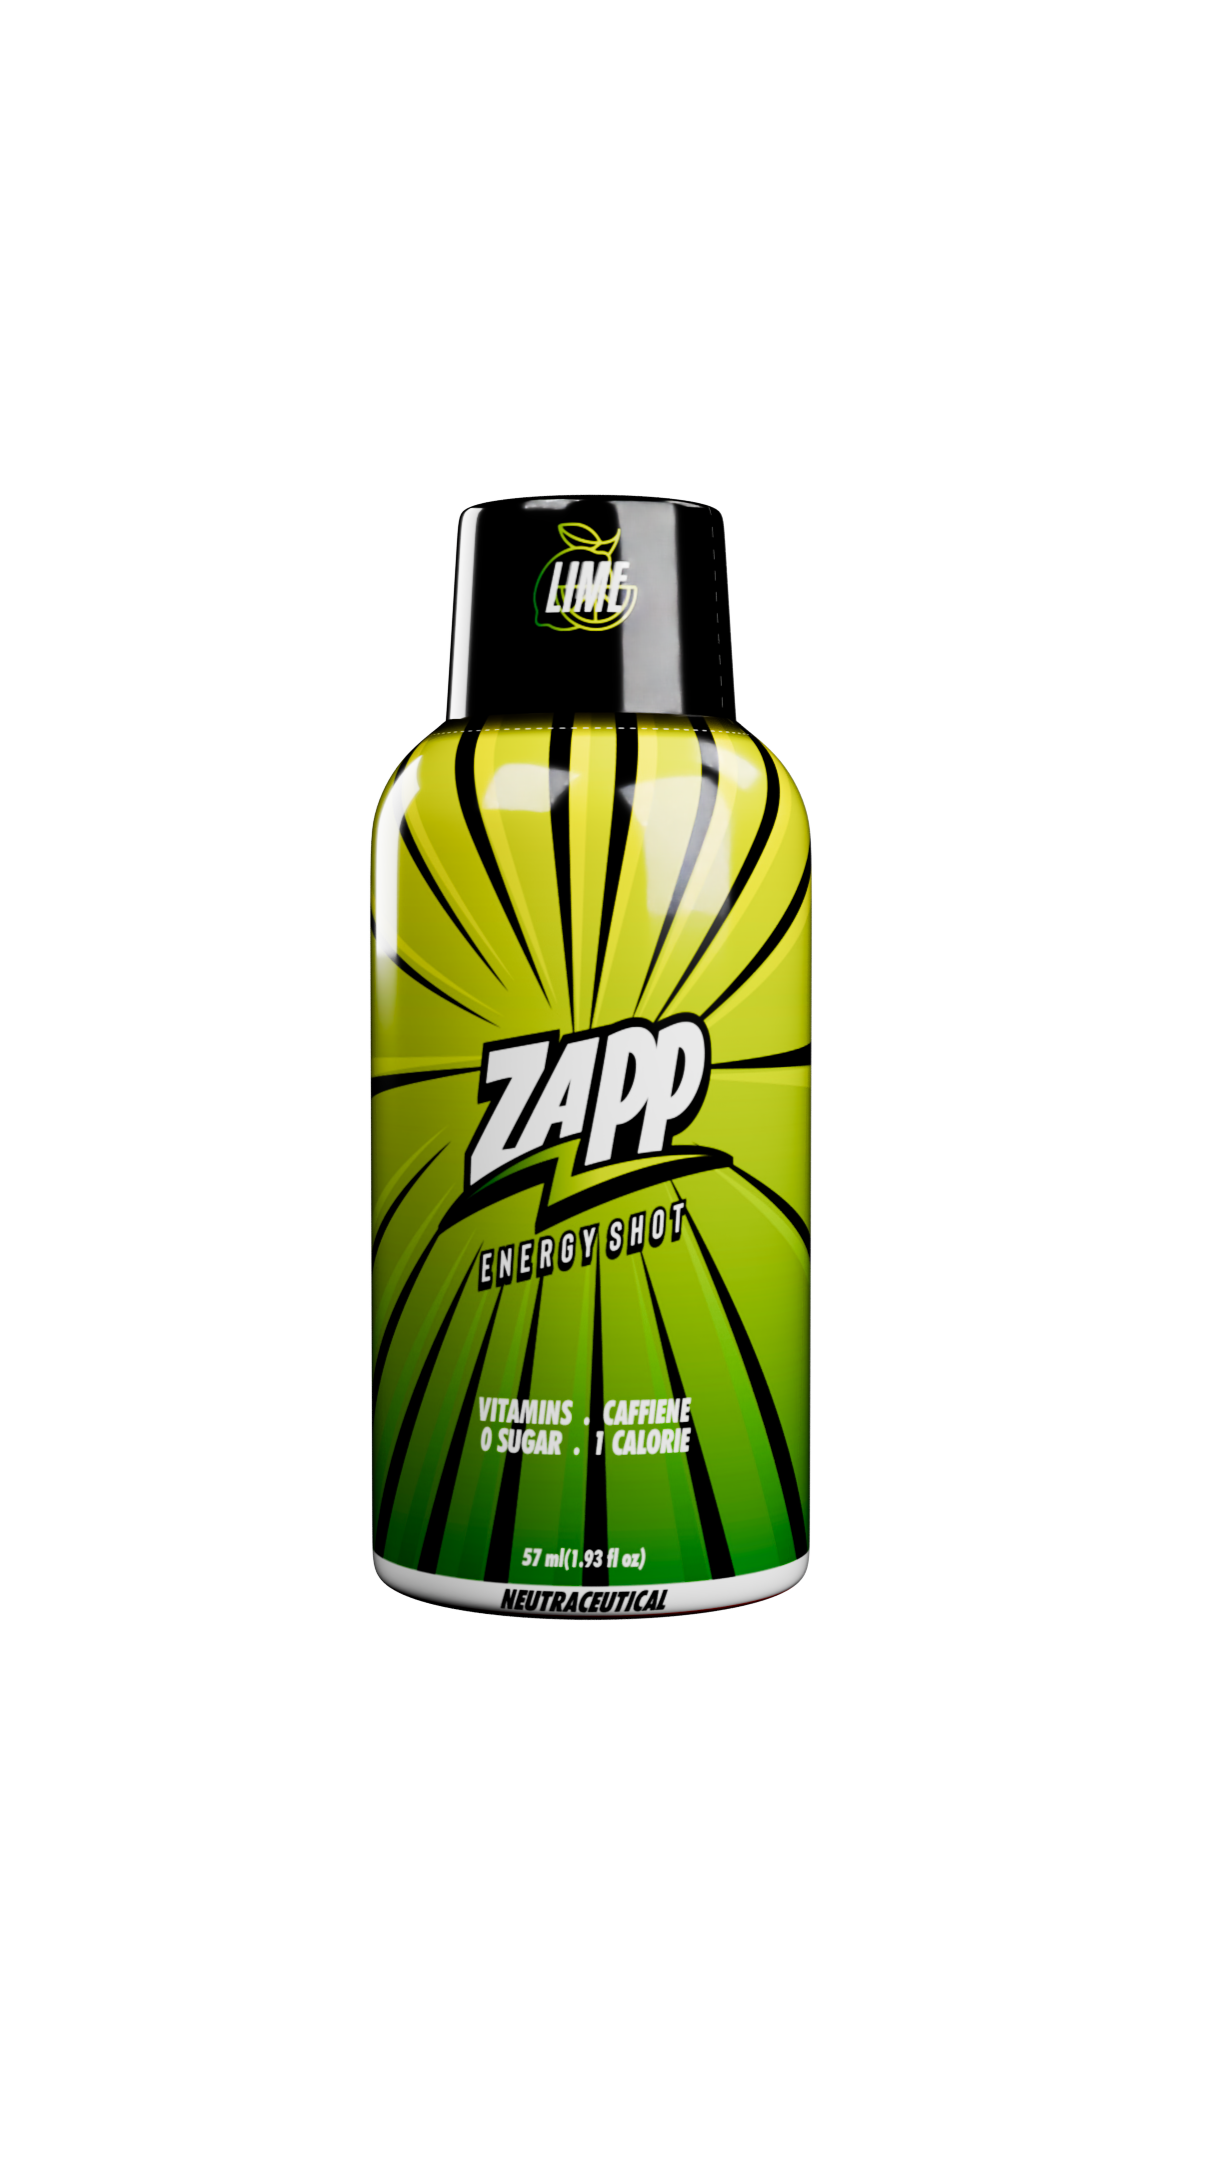 LIME
ZAPP
ENERGY SHOT
VITAMINS . CAFFIENE
0 SUGAR . 1 CALORIE
57 ml(1.93 fl oz)
NEUTRACEUTICAL